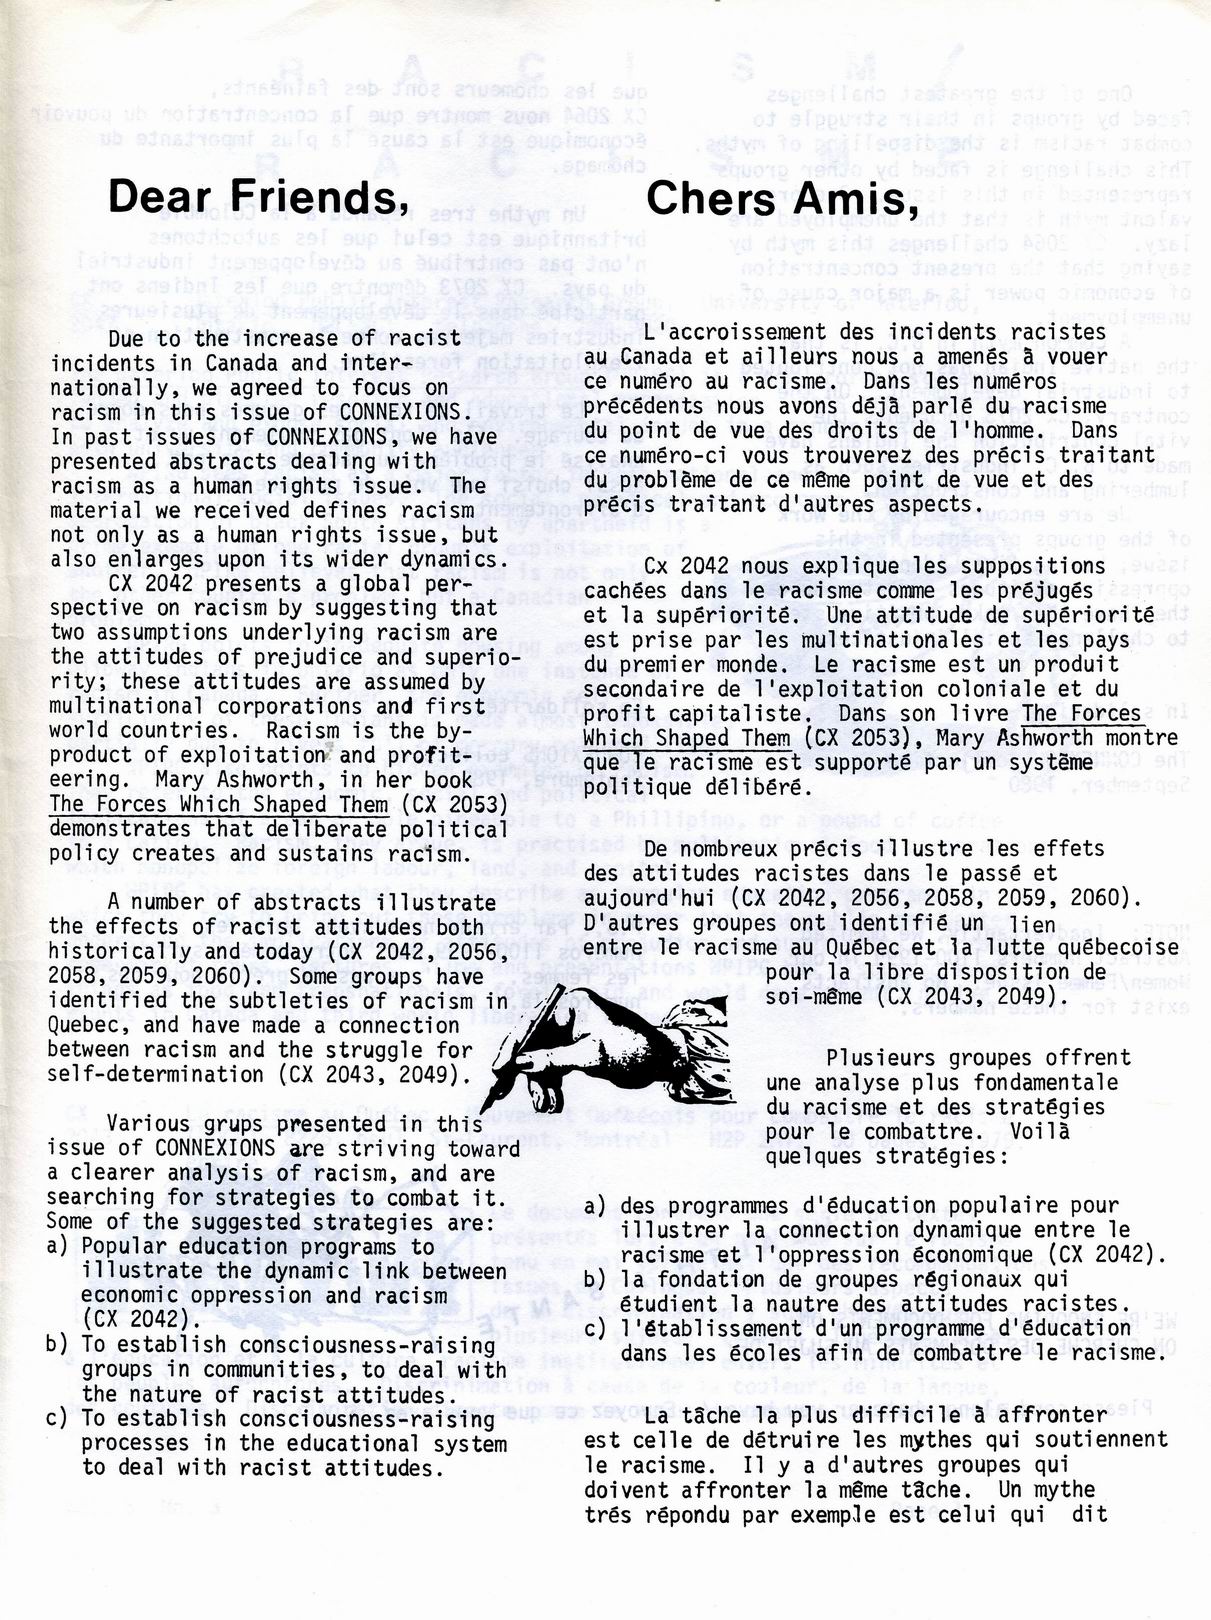 Dear Friends,
Due to the increase of racist
incidents in Canada and inter-
nationally, we agreed to focus on
racism in this issue of CONNEXIONS.
In past issues of CONNEXIONS, we have
presented abstracts dealing with
racism as a human rights issue.  The
material we received defines racism
not only as a human rights issue, but
also enlarges upon its wider dynamics.
CX 2042 presents a global per-
spective on racism by suggesting that
two assumptions underlying racism are
the attitudes of prejudice and superio-
rity; these attitudes are assumed by
multinational corporations and first
world countries.  Racism is the by-
product of exploitation and profit-
eering.  Mary Ashworth, in her book
The Forces Which Shaped Them (CX 2053)
demonstrates that deliberate political
policy creates and sustains racism.
A number of abstracts illustrate
the effects of racist attitudes both
historically and today (CX 2042, 2056,
2058, 2059, 2060).  Some groups have
identified the subtleties of racism in
Quebec, and have made a connection
between racism and the struggle for
self-determination (CX 2043, 2049).
Various grups presented in this
issue of CONNEXIONS are striving toward
a clearer analysis of racism, and are
searching for strategies to combat it.
Some of the suggested strategies are:
a) Popular education programs to
illustrate the dynamic link between
economic oppression and racism
(CX 2042).
b) To establish consciousness-raising
groups in communities, to deal with
the nature of racist attitudes.
c) To establish consciousness-raising
processes in the educational system
to deal with racist attitudes.
Chers Amis,
L'accroissement des incidents racistes
au Canada et ailleurs nous a amenés à vouer
ce numéro au racisme.  Dans les numéros
précédents nous avons déjà parlé du racisme
du point de vue des droits de l'homme.  Dans
ce numéro-ci vous trouverez des précis traitant
du problème de ce même point de vue et des
précis traitant d'autres aspects.
Cx 2042 nous explique les suppositions
cachées dans le racisme comme les préjugés
et la supériorité.  Une attitude de supériorité
est prise par les multinationales et les pays
du premier monde.  Le racisme est un produit
secondaire de l'exploitation coloniale et du
profit capitaliste.  Dans son livre The Forces
Which Shaped Them (CX 2053), Mary Ashworth montre
que le racisme est supporté par un système
politique délibéré.
De nombreux précis illustre les effets
des attitudes racistes dans le passé et
aujourd'hui (CX 2042, 2056, 2058, 2059, 2060).
D'autres groupes ont identifié un lien
entre le racisme au Québec et la lutte québecoise
pour la libre disposition de
soi-même (CX 2043, 2049).
Plusieurs groupes offrent
une analyse plus fondamentale
du racisme et des stratégies
pour le combattre.  Voilà
quelques stratégies:
a) des programmes d'éducation populaire pour
illustrer la connection dynamique entre le
racisme et l'oppression économique (CX 2042).
b) la fondation de groupes régionaux qui
étudient la nautre des attitudes racistes.
c) l'établissement d'un programme d'éducation
dans les écoles afin de combattre le racisme.
La tâche la plus difficile à affronter
est celle de détruire les mythes qui soutiennent
le racisme.  Il y a d'autres groupes qui
doivent affronter la même tâche.  Un mythe
trés répondu par exemple est celui qui  dit